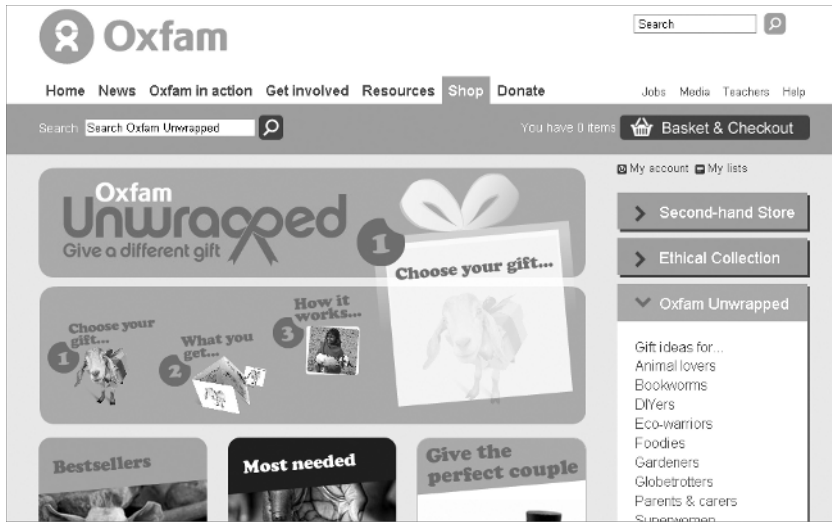 Oxfam
Search
Home News Oxfam in action Get involved Resources Shop Donate
Jobs Media Teachers Help
Search Search Oxfam Unwrapped
You have 0 items Basket & Checkout
My account My lists
Oxfam
Unwrapped
Give a different gift
1
Choose your gift...
Choose your
gift...
1
What you
get...
2
How it
works...
3
Second-hand Store
Ethical Collection
Oxfam Unwrapped
Gift ideas for...
Animal lovers
Bookworms
DIYers
Eco-warriors
Foodies
Gardeners
Globetrotters
Parents & carers
Superwomen
Bestsellers
Most needed
Give the
perfect couple